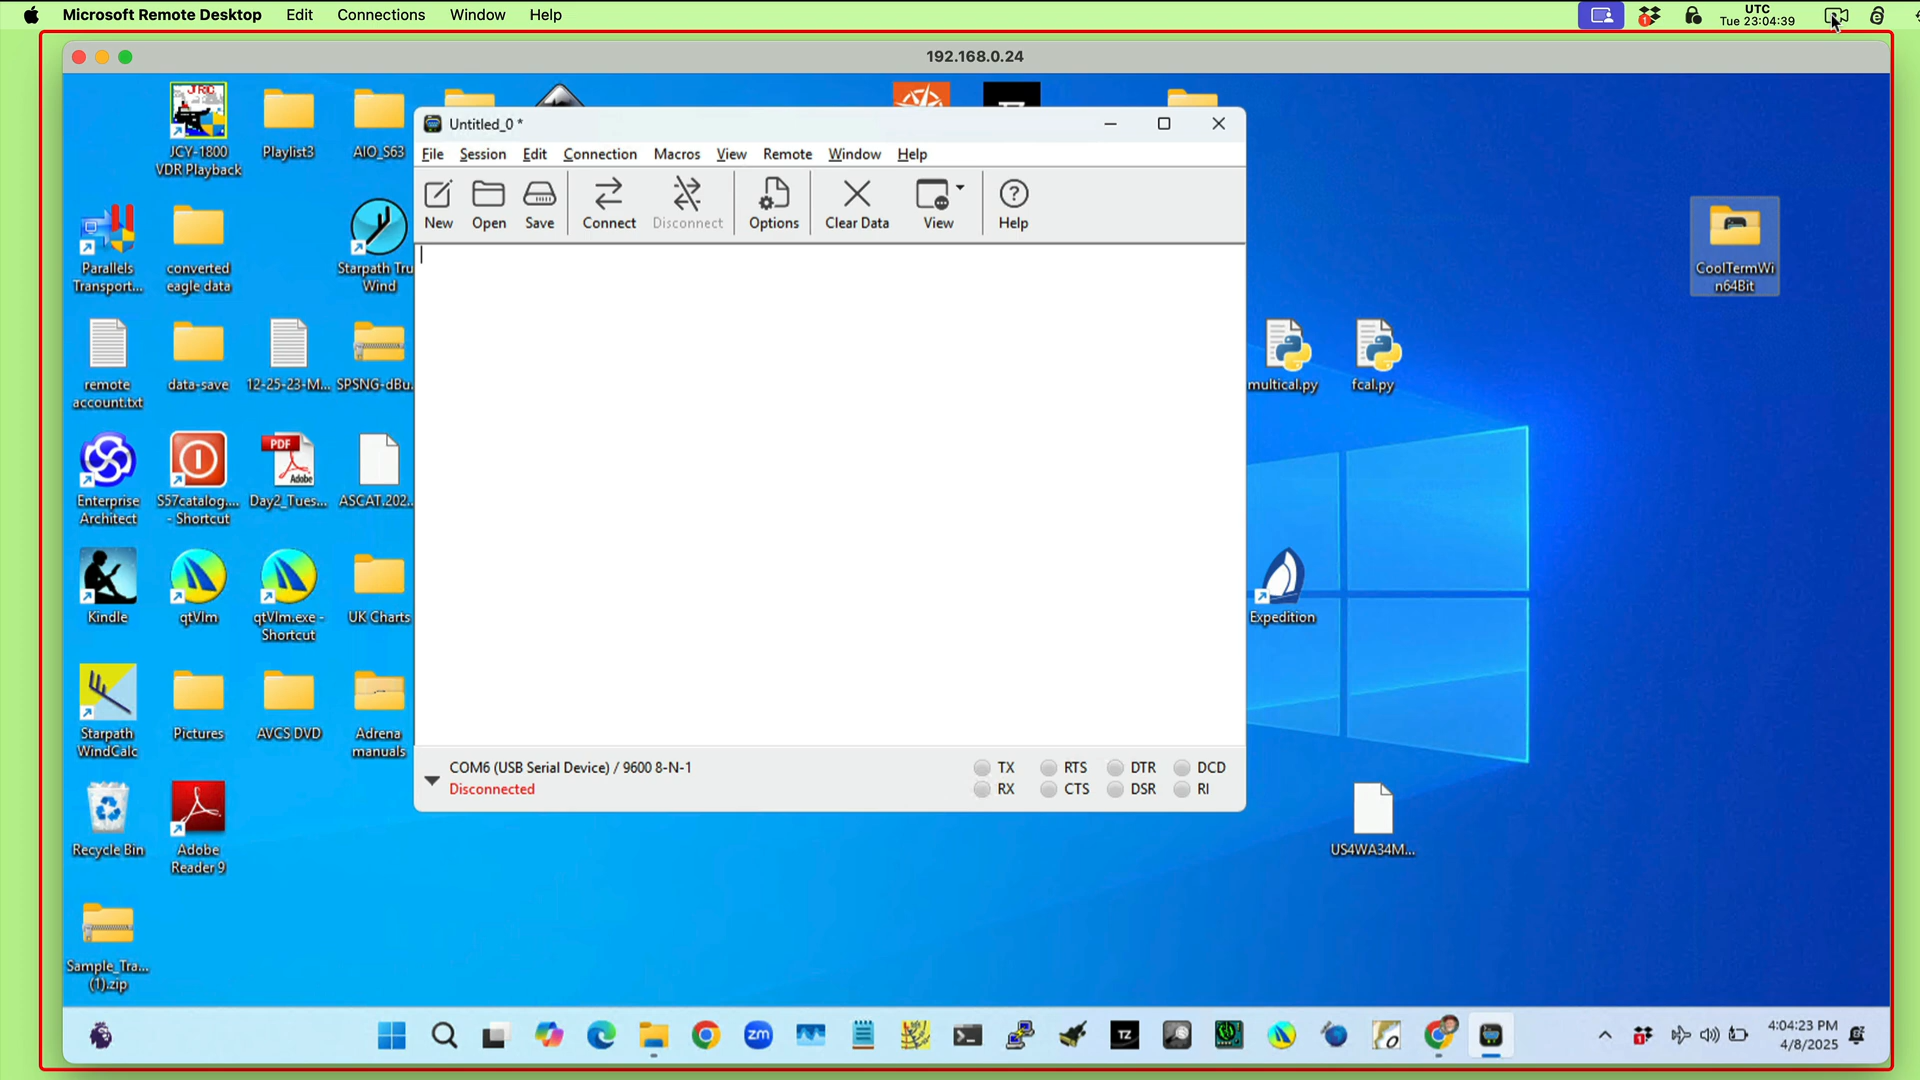 Microsoft Remote Desktop Edit Connections Window Help
UTC
Tue 23:04:39
192.168.0.24
JCY-1800
VDR Playback
Playlist3
AIO_S63
Untitled_0 *
File Session Edit Connection Macros View Remote Window Help
New Open Save Connect Disconnect Options Clear Data View Help
Parallels
Transport...
converted
eagle data
Starpath Tru
Wind
CoolTermWi
n64Bit
remote
account.txt
data-save
12-25-23-M...
SPSNG-dBu.
multical.py
fcal.py
Enterprise
Architect
S57catalog....
- Shortcut
PDF
Adobe
Day2_Tues...
ASCAT.202..
Kindle
qtVlm
qtVlm.exe -
Shortcut
UK Charts
Expedition
Starpath
WindCalc
Pictures
AVCS DVD
Adrena
manuals
COM6 (USB Serial Device) / 9600 8-N-1
Disconnected
TX RTS DTR DCD
RX CTS DSR RI
Recycle Bin
Adobe
Reader 9
US4WA34M...
Sample_Tra...
(1).zip
zm
TZ
4:04:23 PM
4/8/2025